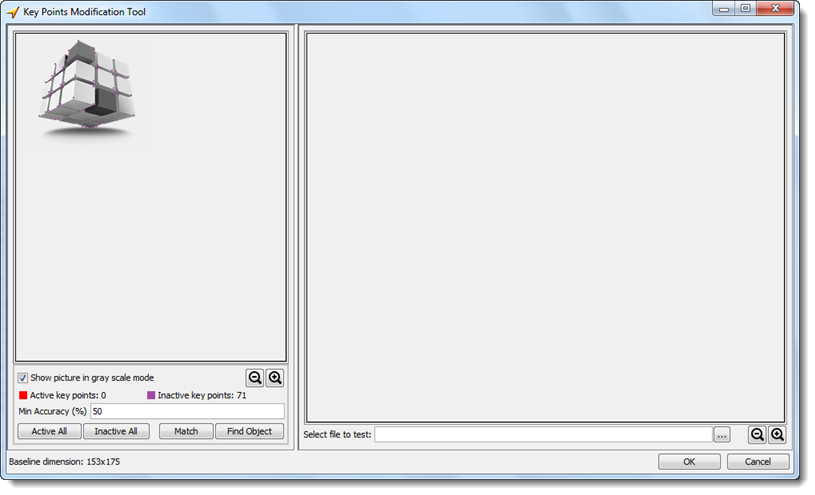 Key Points Modification Tool
Show picture in gray scale mode
Active key points: 0 Inactive key points: 71
Min Accuracy (%) 50
Active All Inactive All Match Find Object
Select file to test: ...
Baseline dimension: 153x175
OK Cancel